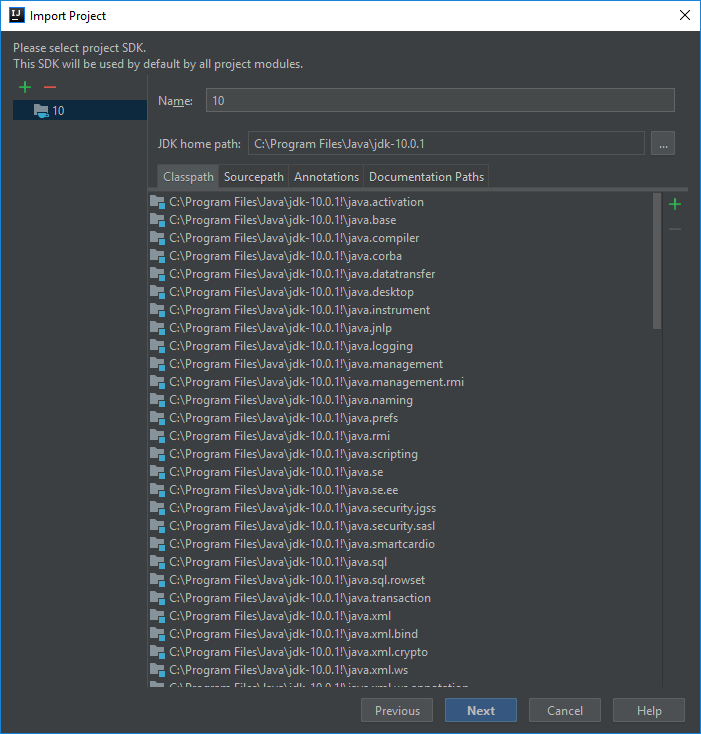 IJ Import Project
Please select project SDK.
This SDK will be used by default by all project modules.
10
Name: 10
JDK home path: C:\Program Files\Java\jdk-10.0.1 ...
Classpath Sourcepath Annotations Documentation Paths
C:\Program Files\Java\jdk-10.0.1!\java.activation
C:\Program Files\Java\jdk-10.0.1!\java.base
C:\Program Files\Java\jdk-10.0.1!\java.compiler
C:\Program Files\Java\jdk-10.0.1!\java.corba
C:\Program Files\Java\jdk-10.0.1!\java.datatransfer
C:\Program Files\Java\jdk-10.0.1!\java.desktop
C:\Program Files\Java\jdk-10.0.1!\java.instrument
C:\Program Files\Java\jdk-10.0.1!\java.jnlp
C:\Program Files\Java\jdk-10.0.1!\java.logging
C:\Program Files\Java\jdk-10.0.1!\java.management
C:\Program Files\Java\jdk-10.0.1!\java.management.rmi
C:\Program Files\Java\jdk-10.0.1!\java.naming
C:\Program Files\Java\jdk-10.0.1!\java.prefs
C:\Program Files\Java\jdk-10.0.1!\java.rmi
C:\Program Files\Java\jdk-10.0.1!\java.scripting
C:\Program Files\Java\jdk-10.0.1!\java.se
C:\Program Files\Java\jdk-10.0.1!\java.se.ee
C:\Program Files\Java\jdk-10.0.1!\java.security.jgss
C:\Program Files\Java\jdk-10.0.1!\java.security.sasl
C:\Program Files\Java\jdk-10.0.1!\java.smartcardio
C:\Program Files\Java\jdk-10.0.1!\java.sql
C:\Program Files\Java\jdk-10.0.1!\java.sql.rowset
C:\Program Files\Java\jdk-10.0.1!\java.transaction
C:\Program Files\Java\jdk-10.0.1!\java.xml
C:\Program Files\Java\jdk-10.0.1!\java.xml.bind
C:\Program Files\Java\jdk-10.0.1!\java.xml.crypto
C:\Program Files\Java\jdk-10.0.1!\java.xml.ws
C:\Program Files\Java\jdk-10.0.1!\java.xml.ws.annotation
Previous Next Cancel Help